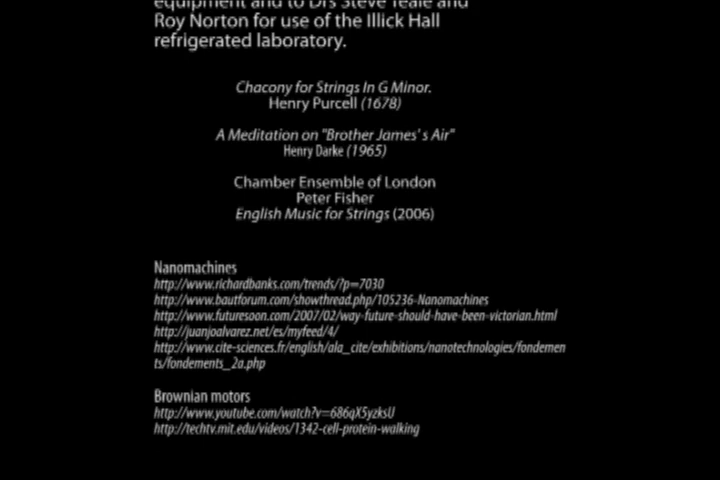 equipment and to Drs Steve Teale and
Roy Norton for use of the Illick Hall
refrigerated laboratory.
Chacony for Strings In G Minor.
Henry Purcell (1678)
A Meditation on "Brother James' s Air"
Henry Darke (1965)
Chamber Ensemble of London
Peter Fisher
English Music for Strings (2006)
Nanomachines
http://www.richardbanks.com/trends/?p=7030
http://www.bautforum.com/showthread.php/105236-Nanomachines
http://www.futuresoon.com/2007/02/way-future-should-have-been-victorian.html
http://juanjoalvarez.net/es/myfeed/4/
http://www.cite-sciences.fr/english/ala_cite/exhibitions/nanotechnologies/fondemen
ts/fondements_2a.php
Brownian motors
http://www.youtube.com/watch?v=686qX5yzksU
http://techtv.mit.edu/videos/1342-cell-protein-walking